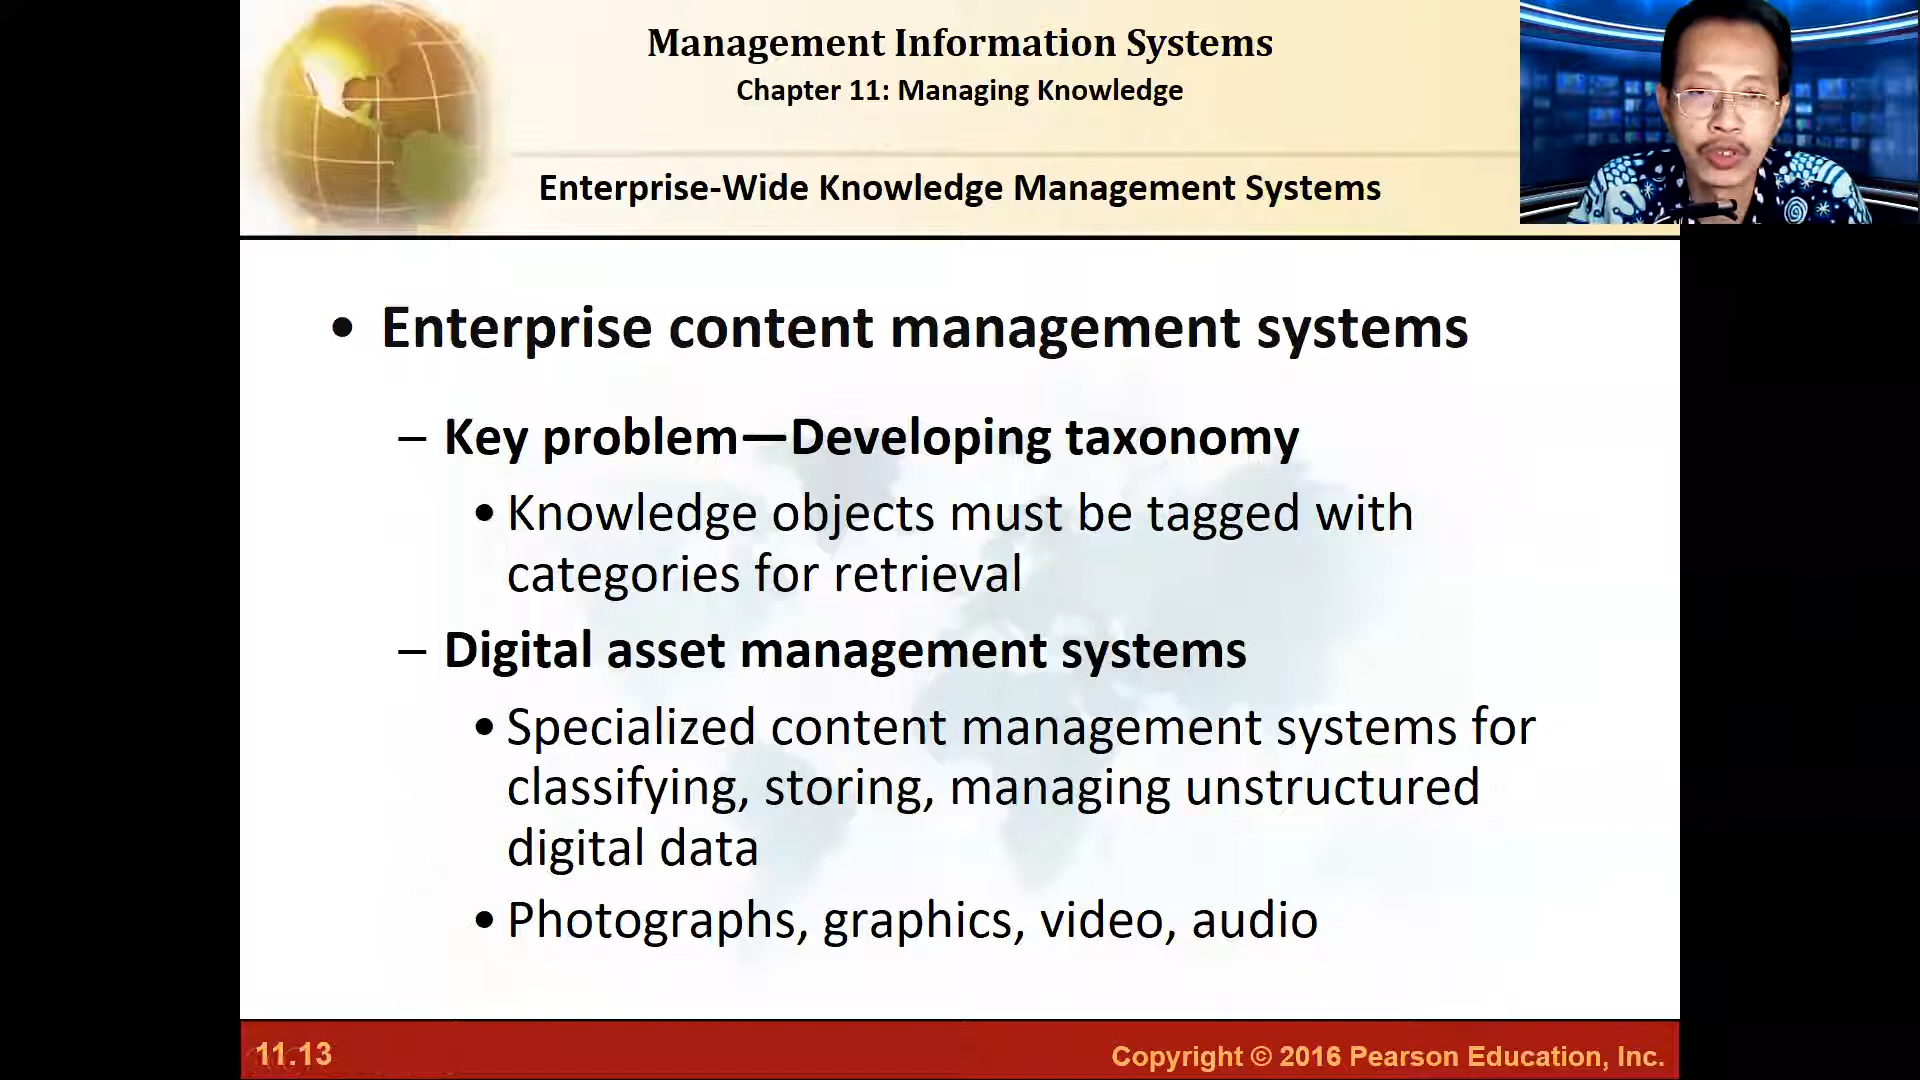 Management Information Systems
Chapter 11: Managing Knowledge
Enterprise-Wide Knowledge Management Systems
• Enterprise content management systems
– Key problem—Developing taxonomy
• Knowledge objects must be tagged with
categories for retrieval
– Digital asset management systems
• Specialized content management systems for
classifying, storing, managing unstructured
digital data
• Photographs, graphics, video, audio
11.13
Copyright © 2016 Pearson Education, Inc.